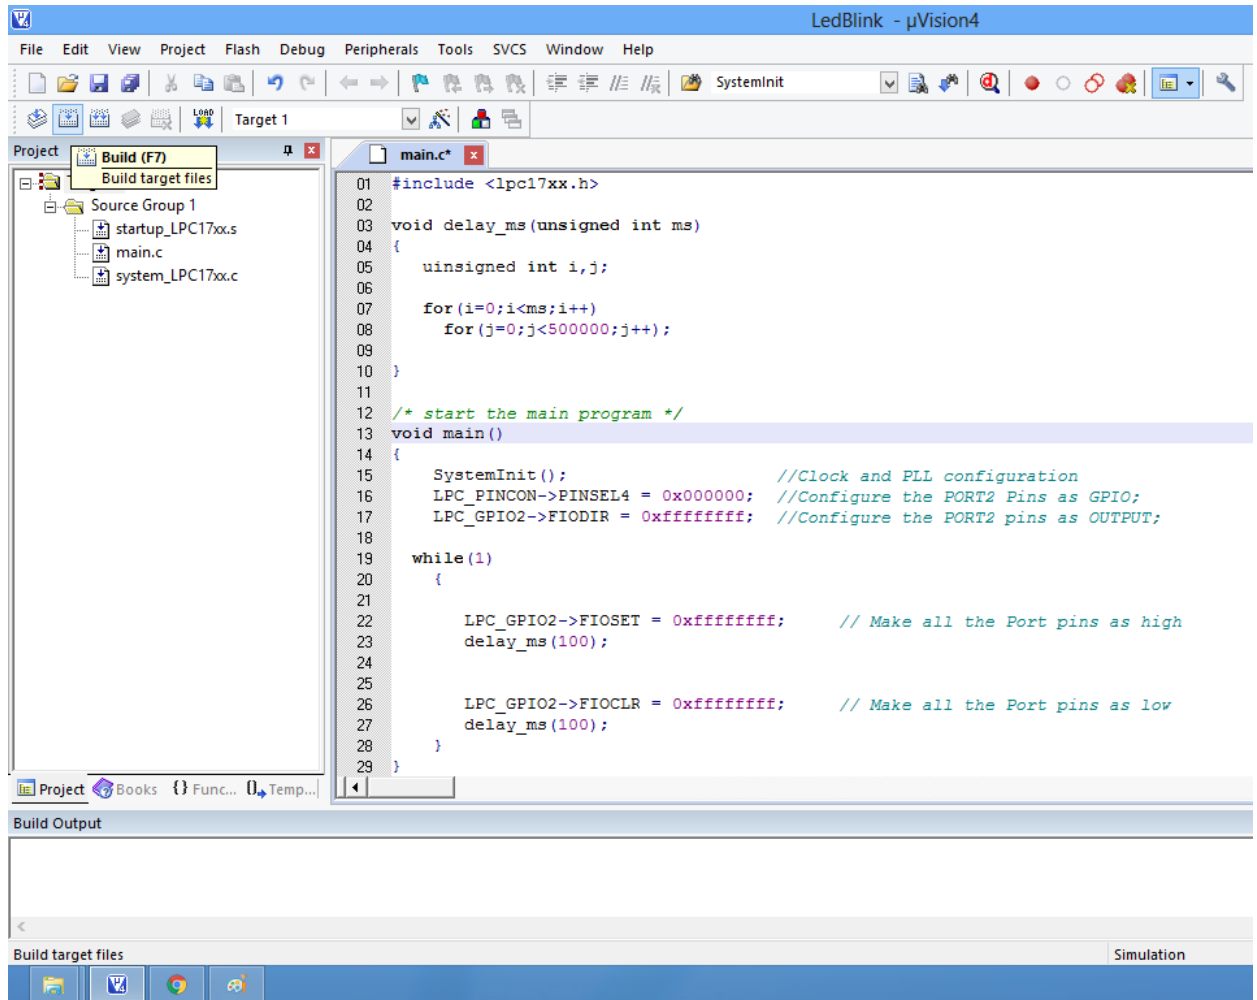 LedBlink - µVision4
File Edit View Project Flash Debug Peripherals Tools SVCS Window Help
SystemInit
LOAD Target 1
Project
Build (F7)
Build target files
Source Group 1
startup_LPC17xx.s
main.c
system_LPC17xx.c
Project Books {} Func... Temp...
main.c*
01 #include <lpc17xx.h>
02
03 void delay_ms(unsigned int ms)
04 {
05 uinsigned int i,j;
06
07 for(i=0;i<ms;i++)
08 for(j=0;j<500000;j++);
09
10 }
11
12 /* start the main program */
13 void main()
14 {
15 SystemInit(); //Clock and PLL configuration
16 LPC_PINCON->PINSEL4 = 0x000000; //Configure the PORT2 Pins as GPIO;
17 LPC_GPIO2->FIODIR = 0xffffffff; //Configure the PORT2 pins as OUTPUT;
18
19 while(1)
20 {
21
22 LPC_GPIO2->FIOSET = 0xffffffff; // Make all the Port pins as high
23 delay_ms(100);
24
25
26 LPC_GPIO2->FIOCLR = 0xffffffff; // Make all the Port pins as low
27 delay_ms(100);
28 }
29 }
Build Output
Build target files Simulation